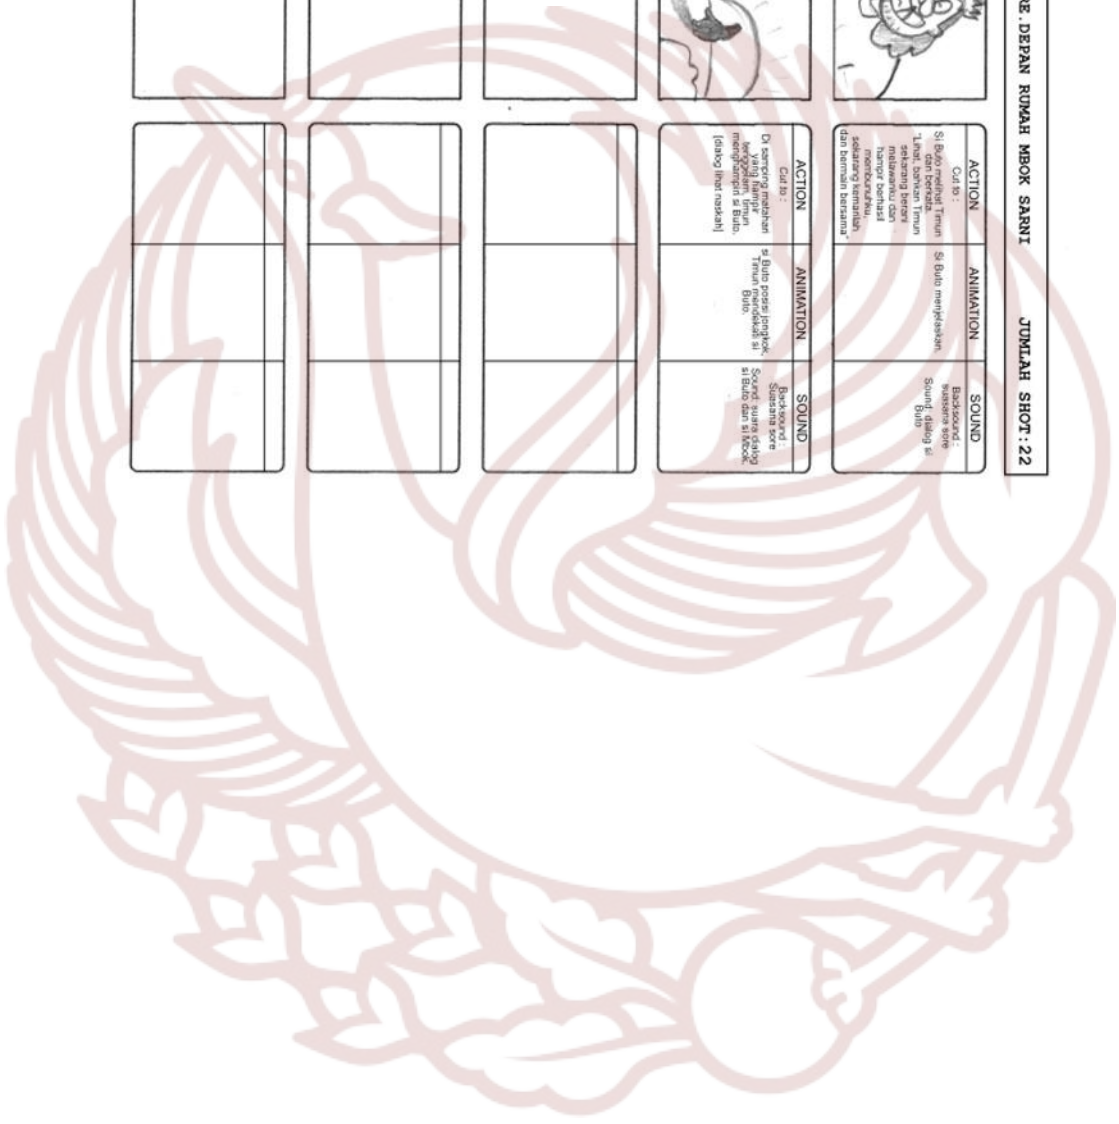 RE.DEPAN RUMAH MBOK SARNI JUMLAH SHOT:22
ACTION
Cut to :
Si Buto melihat Timun
dan berkata.
"Lihat, bahkan Timun
sekarang berani
melawanku dan
hampir berhasil
membunuhku,
sekarang kemarilah
dan bermain bersama"
ANIMATION
Si Buto menjelaskan.
SOUND
Backsound :
suasana sore
Sound: dialog si
Buto
ACTION
Cut to :
Di samping matahari
yang hampir
tenggelam, timun
menghampiri si Buto.
[dialog lihat naskah]
ANIMATION
si Buto posisi jongkok,
Timun mendekati si
Buto.
SOUND
Backsound :
Suasana sore
Sound: suara dialog
si Buto dan si Mbok.